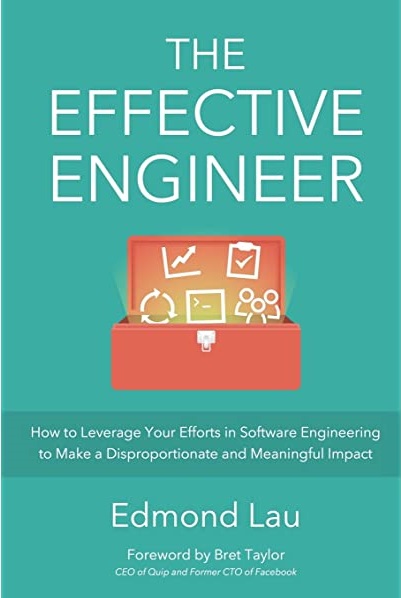 THE
EFFECTIVE
ENGINEER
>_
How to Leverage Your Efforts in Software Engineering
to Make a Disproportionate and Meaningful Impact
Edmond Lau
Foreword by Bret Taylor
CEO of Quip and Former CTO of Facebook